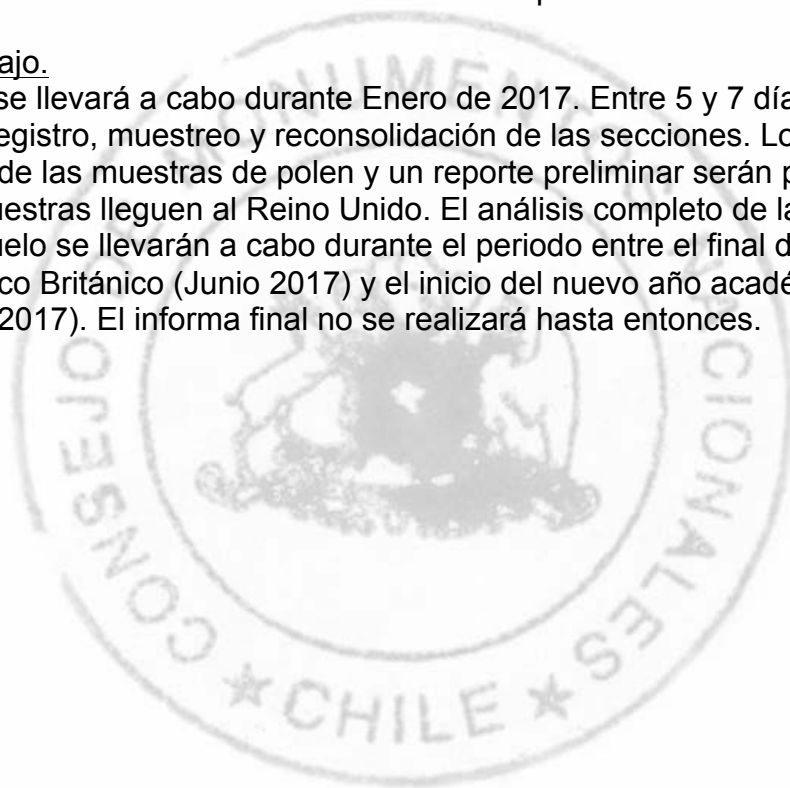 ajo.
se llevará a cabo durante Enero de 2017. Entre 5 y 7 día
egistro, muestreo y reconsolidación de las secciones. Lo
de las muestras de polen y un reporte preliminar serán p
uestras lleguen al Reino Unido. El análisis completo de la
uelo se llevarán a cabo durante el periodo entre el final d
co Británico (Junio 2017) y el inicio del nuevo año acadé
2017). El informa final no se realizará hasta entonces.
CONSEJO DE MONUMENTOS NACIONALES
* CHILE *